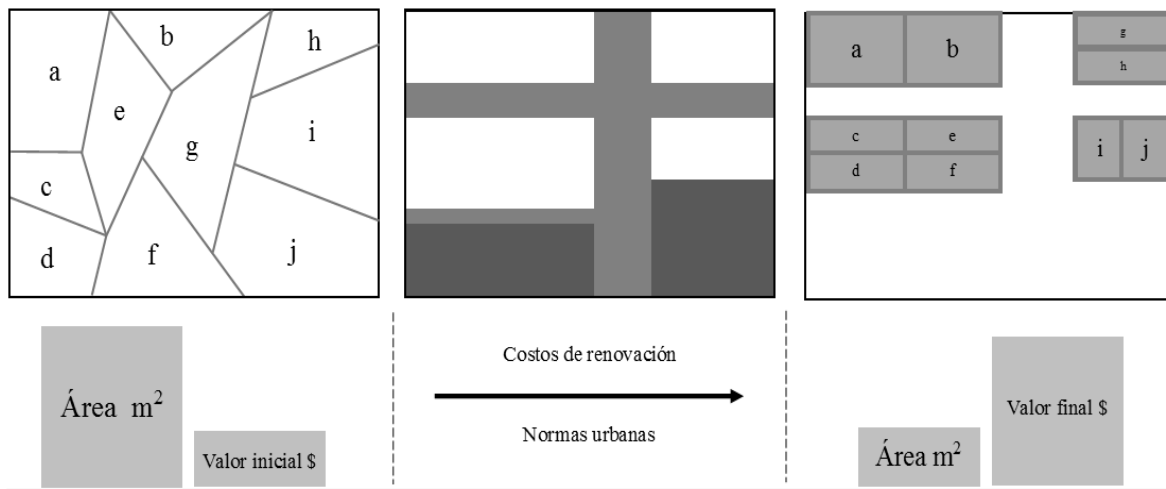 a
b
h
e
g
i
c
d
f
j
a b
g
h
c e
d f
i j
Área m²
Valor inicial $
Costos de renovación
Normas urbanas
Área m²
Valor final $